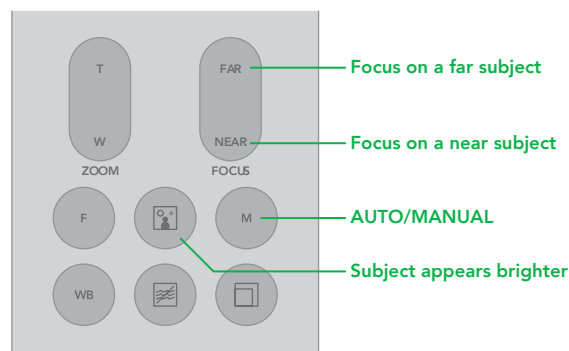 T
FAR
Focus on a far subject
W
NEAR
Focus on a near subject
ZOOM
FOCUS
F
M
AUTO/MANUAL
Subject appears brighter
WB